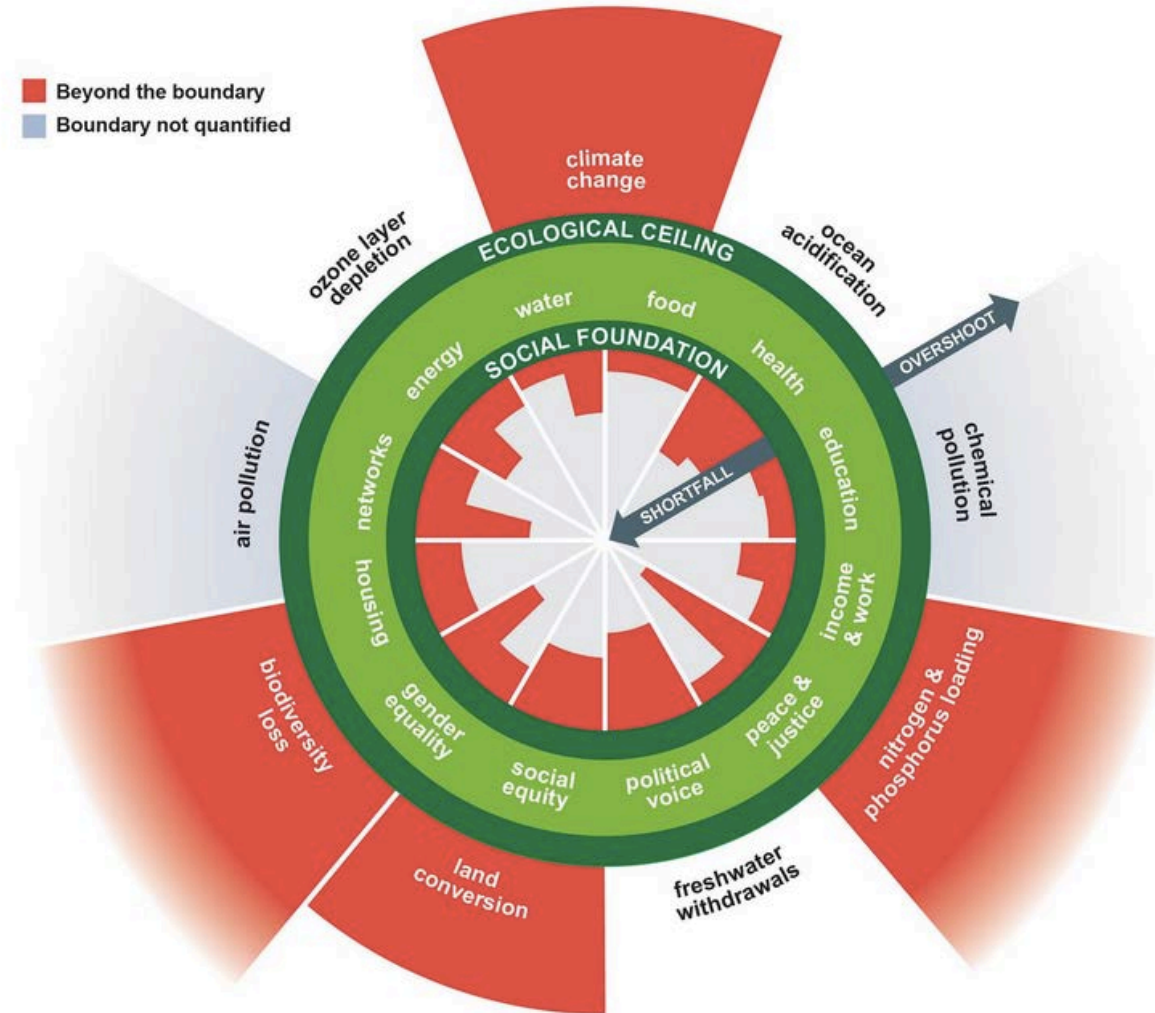 Beyond the boundary
Boundary not quantified
climate
change
ozone layer
depletion
ocean
acidification
ECOLOGICAL CEILING
water
food
OVERSHOOT
energy
health
SOCIAL FOUNDATION
networks
education
SHORTFALL
air pollution
chemical
pollution
housing
income
& work
biodiversity
loss
gender
equality
peace &
justice
nitrogen &
phosphorus loading
social
equity
political
voice
land
conversion
freshwater
withdrawals